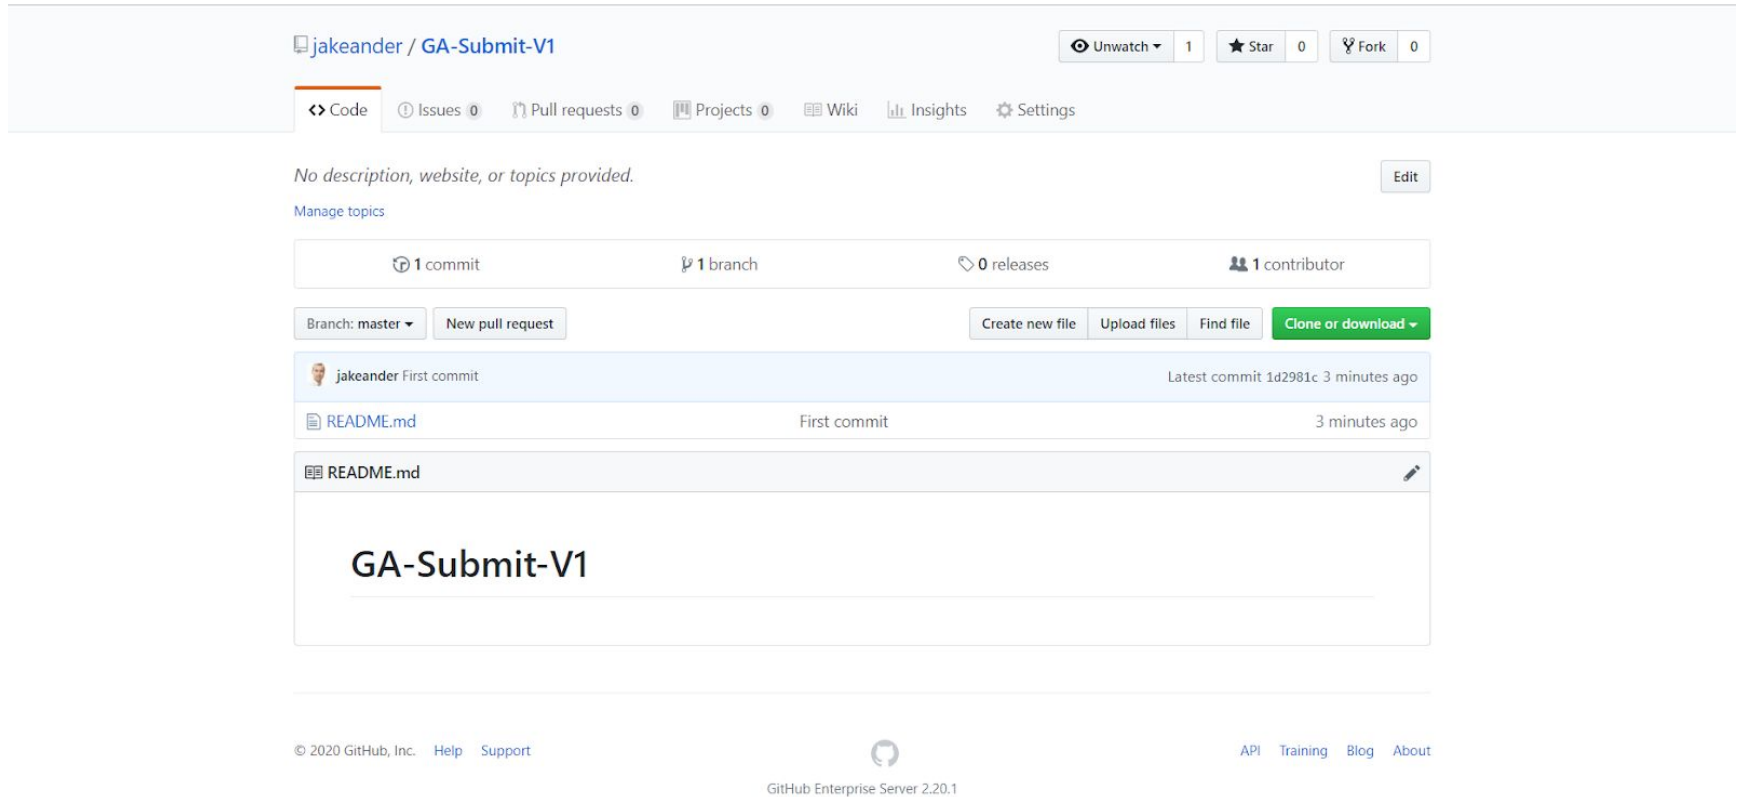 jakeander / GA-Submit-V1 Unwatch 1 Star 0 Fork 0
Code Issues 0 Pull requests 0 Projects 0 Wiki Insights Settings
No description, website, or topics provided. Edit
Manage topics
1 commit 1 branch 0 releases 1 contributor
Branch: master New pull request Create new file Upload files Find file Clone or download
jakeander First commit Latest commit 1d2981c 3 minutes ago
README.md First commit 3 minutes ago
README.md
GA-Submit-V1
© 2020 GitHub, Inc. Help Support API Training Blog About
GitHub Enterprise Server 2.20.1